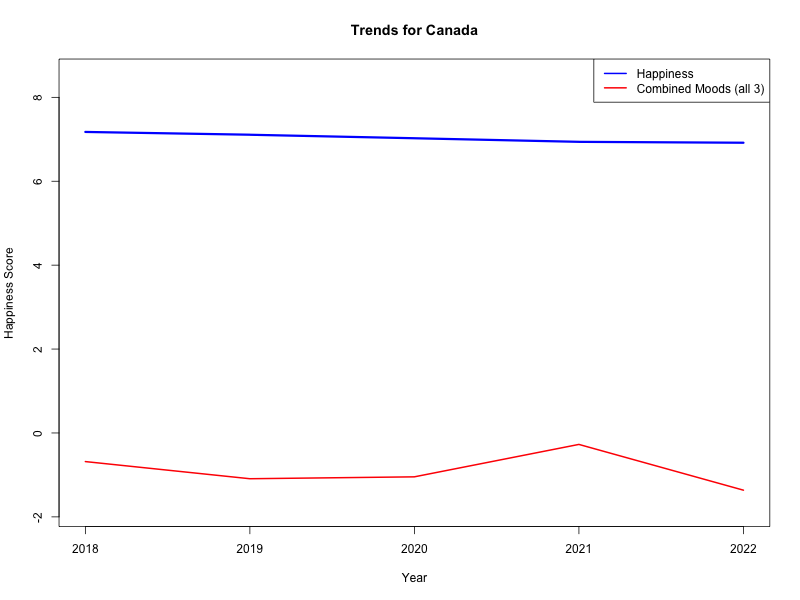 Trends for Canada
Happiness
Combined Moods (all 3)
Happiness Score
8
6
4
2
0
-2
2018
2019
2020
2021
2022
Year